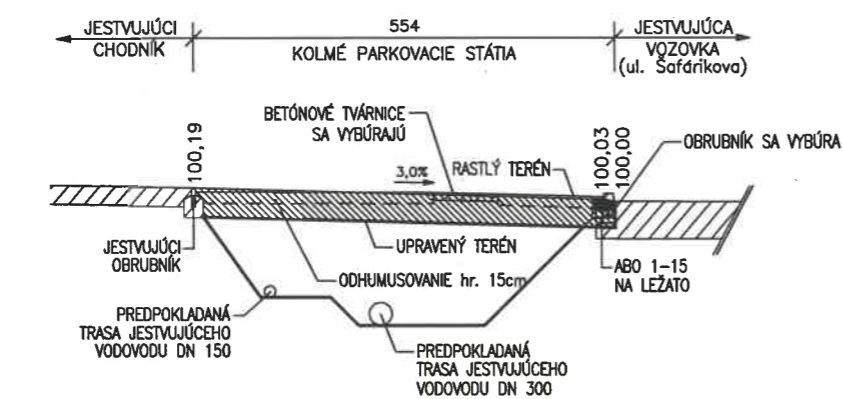 JESTVUJÚCI
CHODNÍK
554
KOLMÉ PARKOVACIE STÁTIA
JESTVUJÚCA
VOZOVKA
(ul. Šafárikova)
BETÓNOVÉ TVÁRNICE
SA VYBÚRAJÚ
100,19
3,0%
RASTLÝ TERÉN
100,03
100,00
OBRUBNÍK SA VYBÚRA
JESTVUJÚCI
OBRUBNÍK
UPRAVENÝ TERÉN
ODHUMUSOVANIE hr. 15cm
ABO 1-15
NA LEŽATO
PREDPOKLADANÁ
TRASA JESTVUJÚCEHO
VODOVODU DN 150
PREDPOKLADANÁ
TRASA JESTVUJÚCEHO
VODOVODU DN 300